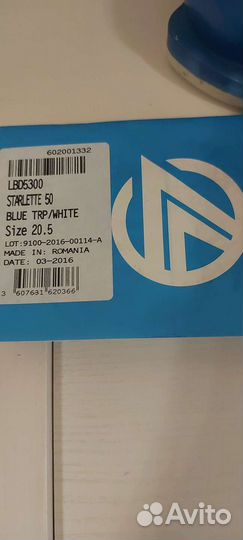 602001332
LBD5300
STARLETTE 50
BLUE TRP/WHITE
Size 20.5
LOT:9100-2016-00114-A
MADE IN: ROMANIA
DATE: 03-2016
3 607681 620366
Avito